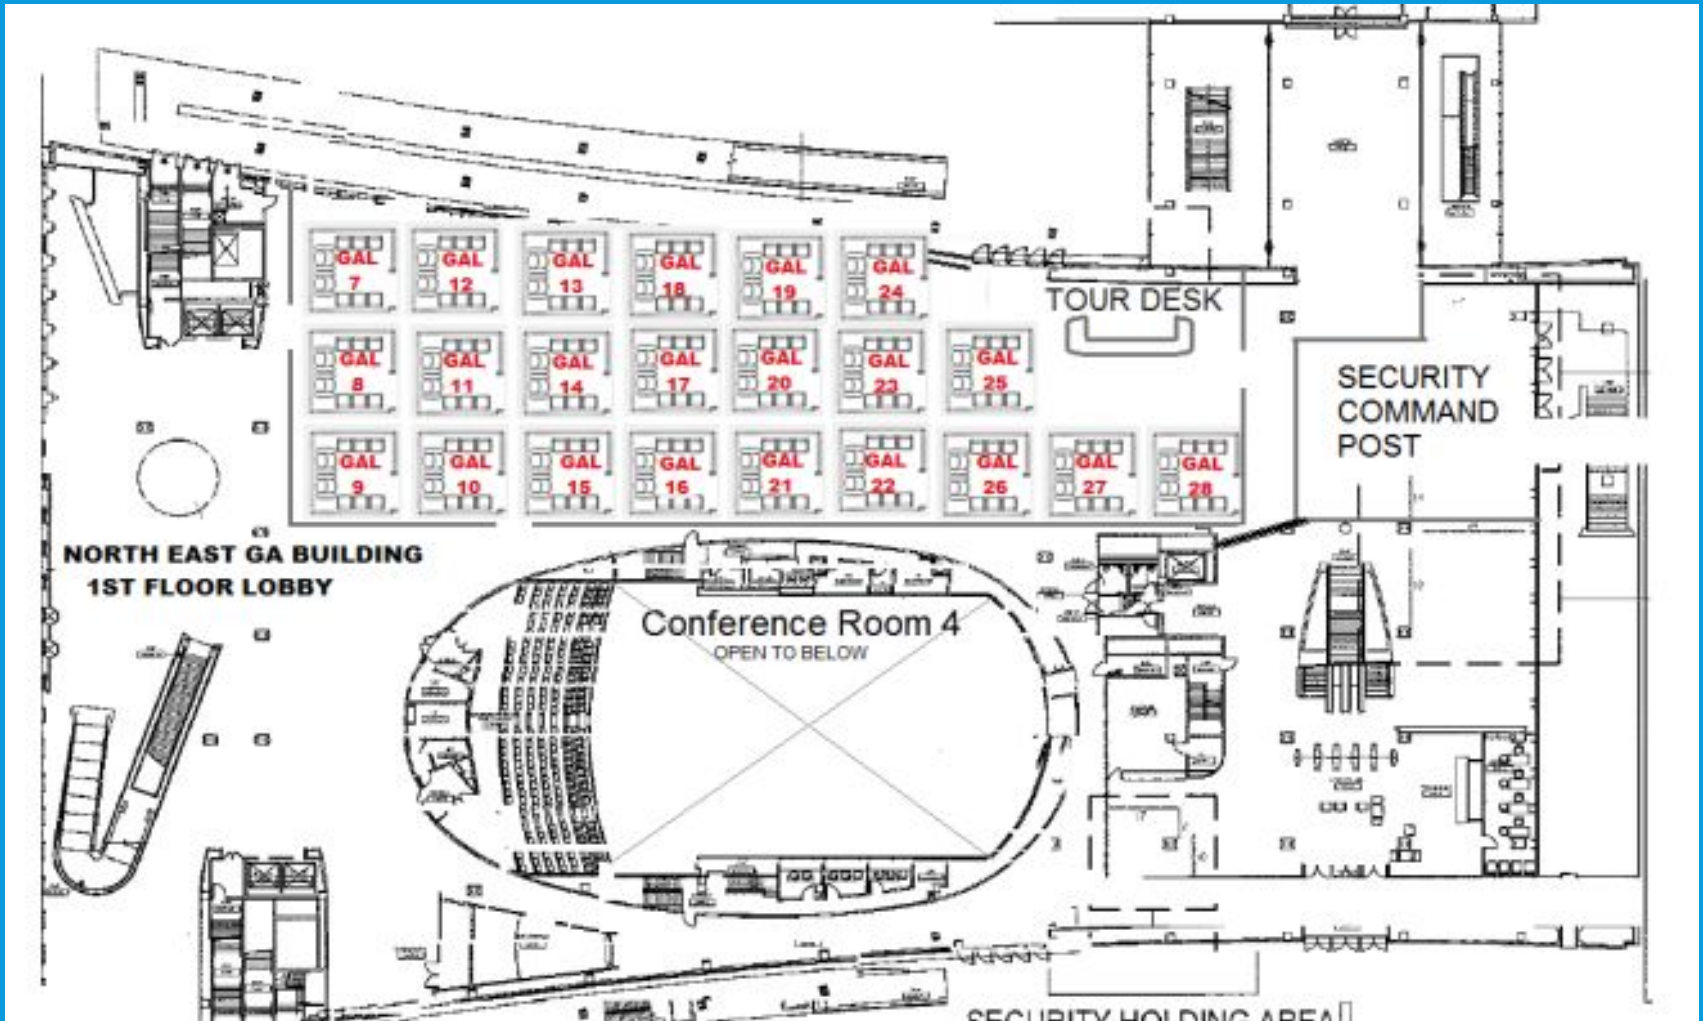 GAL
7
GAL
12
GAL
13
GAL
18
GAL
19
GAL
24
TOUR DESK
GAL
8
GAL
11
GAL
14
GAL
17
GAL
20
GAL
23
GAL
25
SECURITY
COMMAND
POST
GAL
9
GAL
10
GAL
15
GAL
16
GAL
21
GAL
22
GAL
26
GAL
27
GAL
28
NORTH EAST GA BUILDING
1ST FLOOR LOBBY
Conference Room 4
OPEN TO BELOW
SECURITY HOLDING AREA